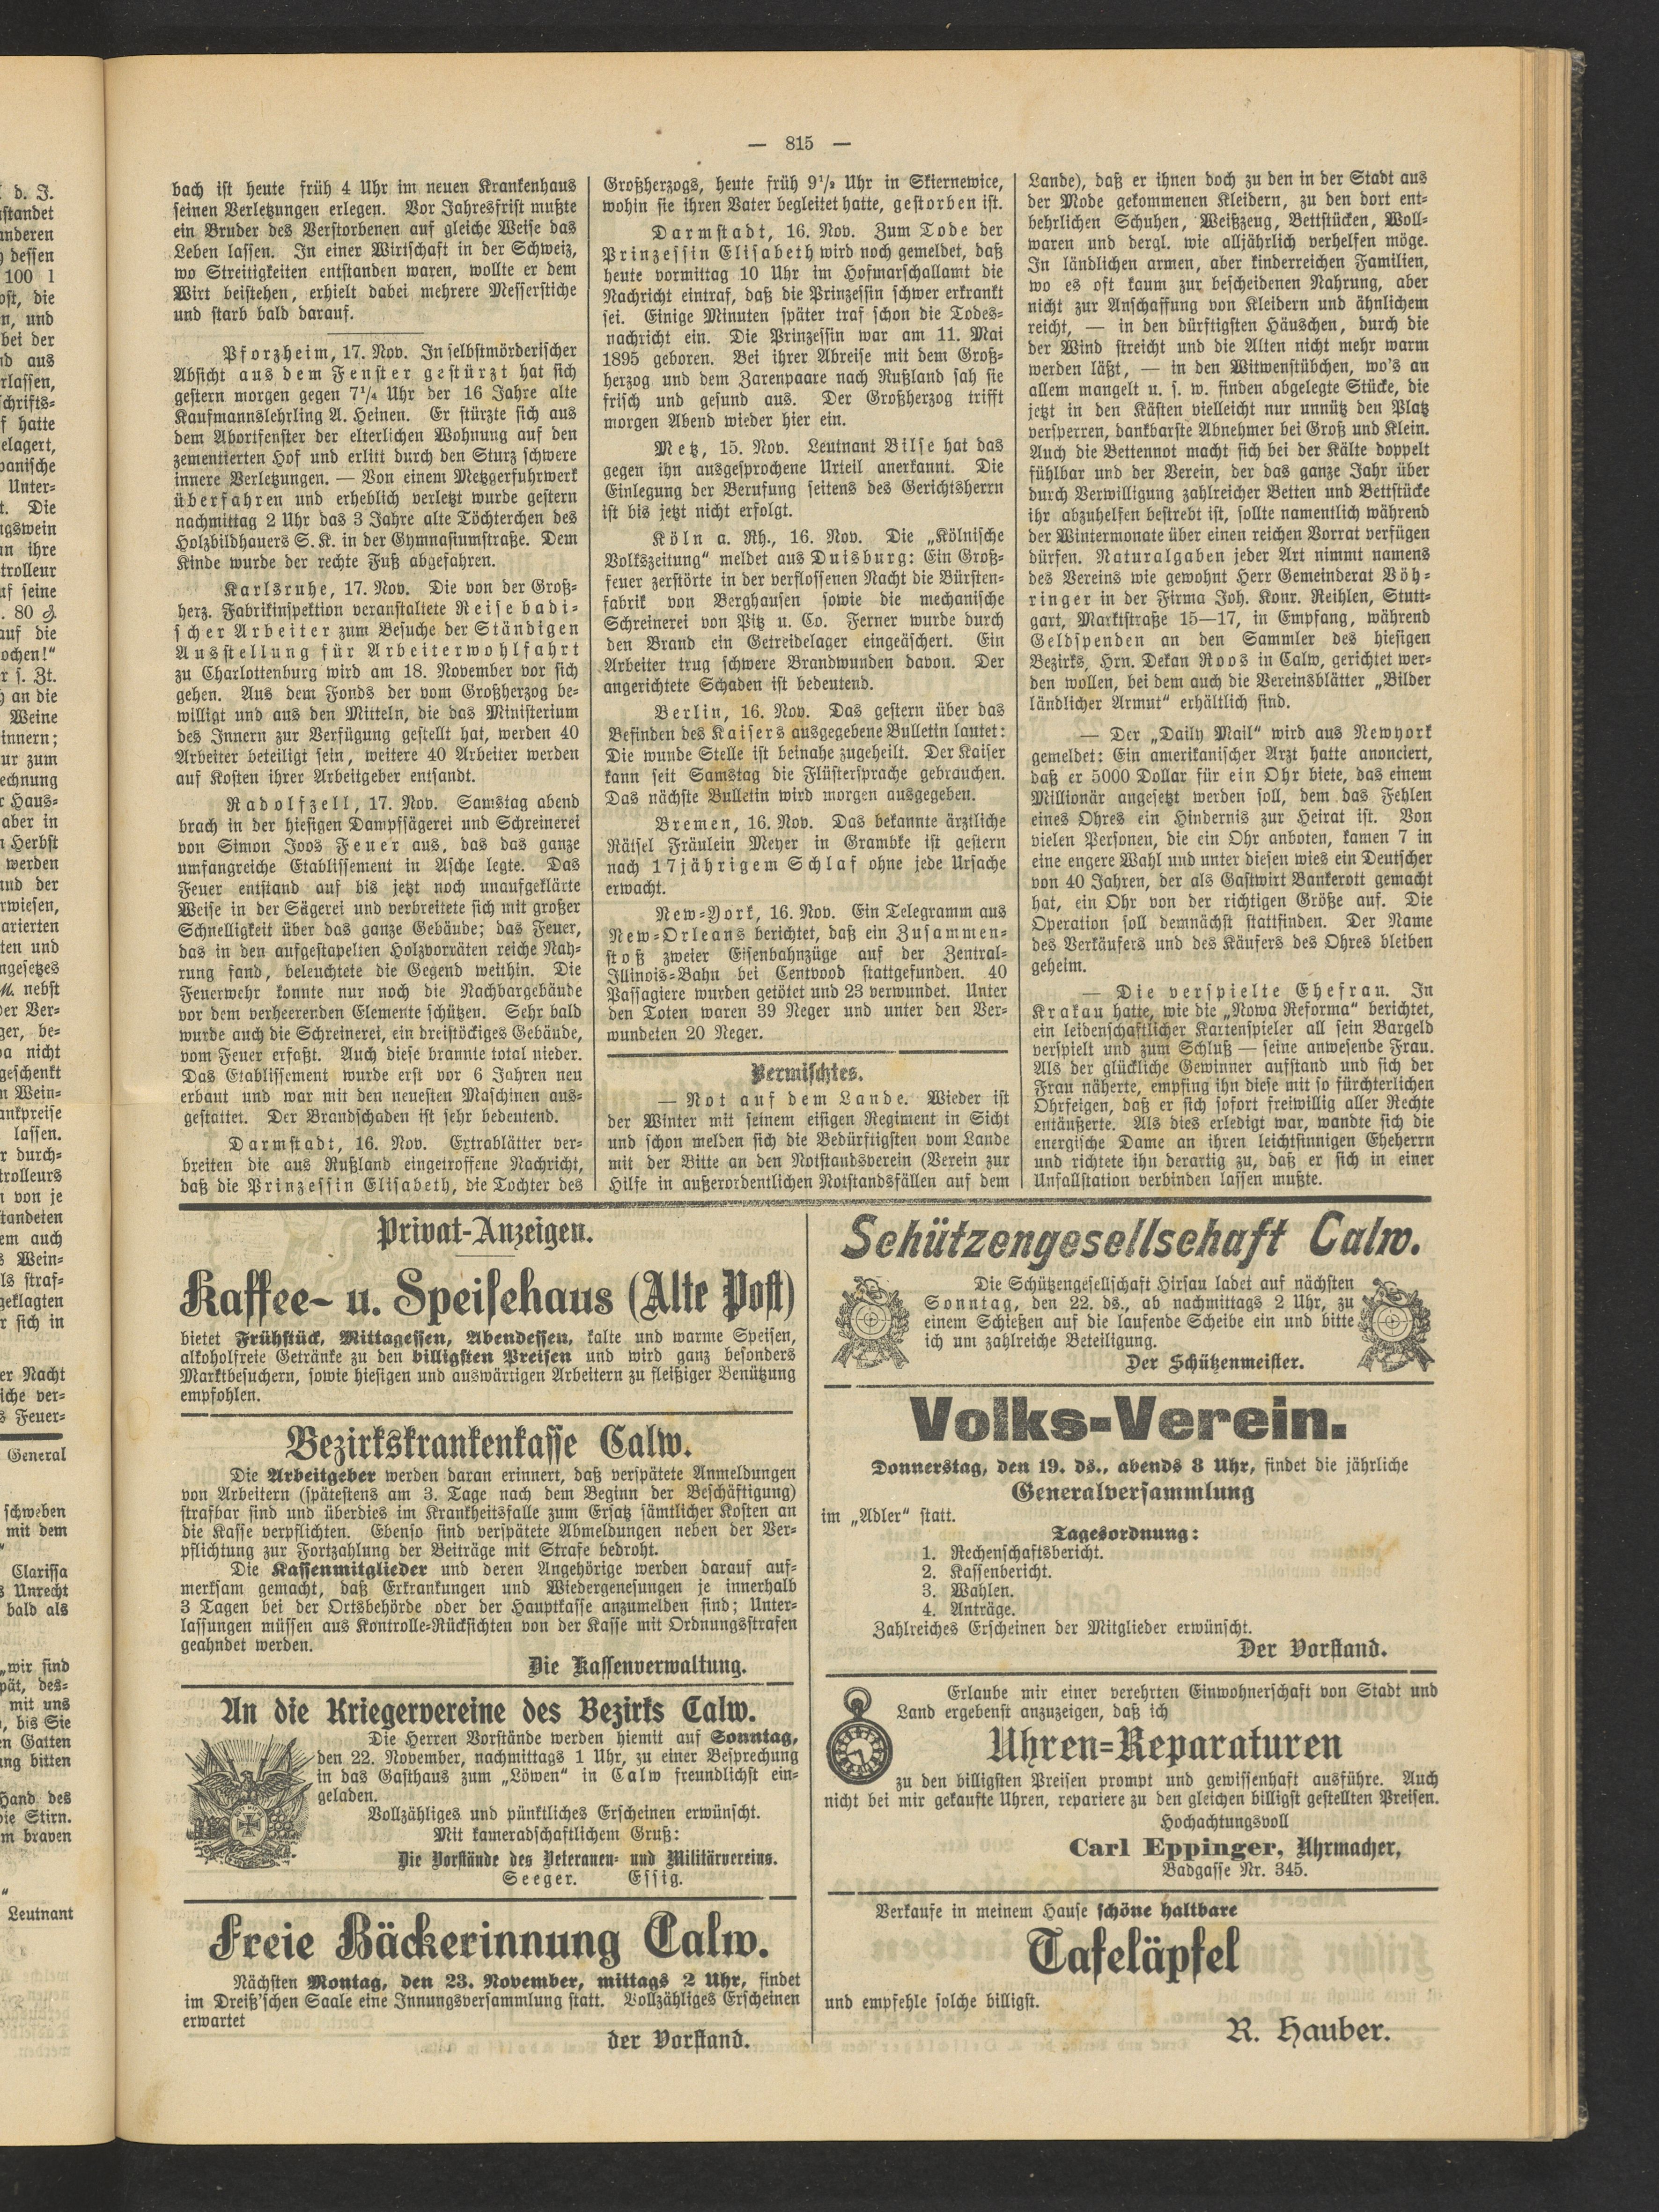 — 815 —
bach ist heute früh 4 Uhr im neuen Krankenhaus
seinen Verletzungen erlegen. Vor Jahresfrist mußte
ein Bruder des Verstorbenen auf gleiche Weise das
Leben lassen. In einer Wirtschaft in der Schweiz,
wo Streitigkeiten entstanden waren, wollte er dem
Wirt beistehen, erhielt dabei mehrere Messerstiche
und starb bald darauf.
Pforzheim, 17. Nov. In selbstmörderischer
Absicht aus dem Fenster gestürzt hat sich
gestern morgen gegen 7¼ Uhr der 16 Jahre alte
Kaufmannslehrling A. Heinen. Er stürzte sich aus
dem Abortfenster der elterlichen Wohnung auf den
zementierten Hof und erlitt durch den Sturz schwere
innere Verletzungen. — Von einem Metzgerfuhrwerk
überfahren und erheblich verletzt wurde gestern
nachmittag 2 Uhr das 3 Jahre alte Töchterchen des
Holzbildhauers S. K. in der Gymnasiumstraße. Dem
Kinde wurde der rechte Fuß abgefahren.
Karlsruhe, 17. Nov. Die von der Groß-
herz. Fabrikinspektion veranstaltete Reise badi-
scher Arbeiter zum Besuche der Ständigen
Ausstellung für Arbeiterwohlfahrt
zu Charlottenburg wird am 18. November vor sich
gehen. Aus dem Fonds der vom Großherzog be-
willigt und aus den Mitteln, die das Ministerium
des Innern zur Verfügung gestellt hat, werden 40
Arbeiter beteiligt sein, weitere 40 Arbeiter werden
auf Kosten ihrer Arbeitgeber entsandt.
Radolfzell, 17. Nov. Samstag abend
brach in der hiesigen Dampfsägerei und Schreinerei
von Simon Joos Feuer aus, das das ganze
umfangreiche Etablissement in Asche legte. Das
Feuer entstand auf bis jetzt noch unaufgeklärte
Weise in der Sägerei und verbreitete sich mit großer
Schnelligkeit über das ganze Gebäude; das Feuer,
das in den aufgestapelten Holzvorräten reiche Nah-
rung fand, beleuchtete die Gegend weithin. Die
Feuerwehr konnte nur noch die Nachbargebäude
vor dem verheerenden Elemente schützen. Sehr bald
wurde auch die Schreinerei, ein dreistöckiges Gebäude,
vom Feuer erfaßt. Auch diese brannte total nieder.
Das Etablissement wurde erst vor 6 Jahren neu
erbaut und war mit den neuesten Maschinen aus-
gestattet. Der Brandschaden ist sehr bedeutend.
Darmstadt, 16. Nov. Extrablätter ver-
breiten die aus Rußland eingetroffene Nachricht,
daß die Prinzessin Elisabeth, die Tochter des
Großherzogs, heute früh 9½ Uhr in Skiernewice,
wohin sie ihren Vater begleitet hatte, gestorben ist.
Darmstadt, 16. Nov. Zum Tode der
Prinzessin Elisabeth wird noch gemeldet, daß
heute vormittag 10 Uhr im Hofmarschallamt die
Nachricht eintraf, daß die Prinzessin schwer erkrankt
sei. Einige Minuten später traf schon die Todes-
nachricht ein. Die Prinzessin war am 11. Mai
1895 geboren. Bei ihrer Abreise mit dem Groß-
herzog und dem Zarenpaare nach Rußland sah sie
frisch und gesund aus. Der Großherzog trifft
morgen Abend wieder hier ein.
Metz, 15. Nov. Leutnant Bilse hat das
gegen ihn ausgesprochene Urteil anerkannt. Die
Einlegung der Berufung seitens des Gerichtsherrn
ist bis jetzt nicht erfolgt.
Köln a. Rh., 16. Nov. Die „Kölnische
Volkszeitung“ meldet aus Duisburg: Ein Groß-
feuer zerstörte in der verflossenen Nacht die Bürsten-
fabrik von Berghausen sowie die mechanische
Schreinerei von Pitz u. Co. Ferner wurde durch
den Brand ein Getreidelager eingeäschert. Ein
Arbeiter trug schwere Brandwunden davon. Der
angerichtete Schaden ist bedeutend.
Berlin, 16. Nov. Das gestern über das
Befinden des Kaisers ausgegebene Bulletin lautet:
Die wunde Stelle ist beinahe zugeheilt. Der Kaiser
kann seit Samstag die Flüstersprache gebrauchen.
Das nächste Bulletin wird morgen ausgegeben.
Bremen, 16. Nov. Das bekannte ärztliche
Rätsel Fräulein Meyer in Grambke ist gestern
nach 17jährigem Schlaf ohne jede Ursache
erwacht.
New-York, 16. Nov. Ein Telegramm aus
New-Orleans berichtet, daß ein Zusammen-
stoß zweier Eisenbahnzüge auf der Zentral-
Illinois-Bahn bei Centvood stattgefunden. 40
Passagiere wurden getötet und 23 verwundet. Unter
den Toten waren 39 Neger und unter den Ver-
wundeten 20 Neger.
Vermischtes.
— Not auf dem Lande. Wieder ist
der Winter mit seinem eisigen Regiment in Sicht
und schon melden sich die Bedürftigsten vom Lande
mit der Bitte an den Notstandsverein (Verein zur
Hilfe in außerordentlichen Notstandsfällen auf dem
Lande), daß er ihnen doch zu den in der Stadt aus
der Mode gekommenen Kleidern, zu den dort ent-
behrlichen Schuhen, Weißzeug, Bettstücken, Woll-
waren und dergl. wie alljährlich verhelfen möge.
In ländlichen armen, aber kinderreichen Familien,
wo es oft kaum zur bescheidenen Nahrung, aber
nicht zur Anschaffung von Kleidern und ähnlichem
reicht, — in den dürftigsten Häuschen, durch die
der Wind streicht und die Alten nicht mehr warm
werden läßt, — in den Witwenstübchen, wo's an
allem mangelt u. s. w. finden abgelegte Stücke, die
jetzt in den Kästen vielleicht nur unnütz den Platz
versperren, dankbarste Abnehmer bei Groß und Klein.
Auch die Bettennot macht sich bei der Kälte doppelt
fühlbar und der Verein, der das ganze Jahr über
durch Verwilligung zahlreicher Betten und Bettstücke
ihr abzuhelfen bestrebt ist, sollte namentlich während
der Wintermonate über einen reichen Vorrat verfügen
dürfen. Naturalgaben jeder Art nimmt namens
des Vereins wie gewohnt Herr Gemeinderat Vöh-
ringer in der Firma Joh. Konr. Reihlen, Stutt-
gart, Marktstraße 15—17, in Empfang, während
Geldspenden an den Sammler des hiesigen
Bezirks, Hrn. Dekan Roos in Calw, gerichtet wer-
den wollen, bei dem auch die Vereinsblätter „Bilder
ländlicher Armut“ erhältlich sind.
— Der „Daily Mail“ wird aus Newyork
gemeldet: Ein amerikanischer Arzt hatte anonciert,
daß er 5000 Dollar für ein Ohr biete, das einem
Millionär angesetzt werden soll, dem das Fehlen
eines Ohres ein Hindernis zur Heirat ist. Von
vielen Personen, die ein Ohr anboten, kamen 7 in
eine engere Wahl und unter diesen wies ein Deutscher
von 40 Jahren, der als Gastwirt Bankerott gemacht
hat, ein Ohr von der richtigen Größe auf. Die
Operation soll demnächst stattfinden. Der Name
des Verkäufers und des Käufers des Ohres bleiben
geheim.
— Die verspielte Ehefrau. In
Krakau hatte, wie die „Nowa Reforma“ berichtet,
ein leidenschaftlicher Kartenspieler all sein Bargeld
verspielt und zum Schluß — seine anwesende Frau.
Als der glückliche Gewinner aufstand und sich der
Frau näherte, empfing ihn diese mit so fürchterlichen
Ohrfeigen, daß er sich sofort freiwillig aller Rechte
entäußerte. Als dies erledigt war, wandte sich die
energische Dame an ihren leichtsinnigen Eheherrn
und richtete ihn derartig zu, daß er sich in einer
Unfallstation verbinden lassen mußte.
Privat-Anzeigen.
Kaffee- u. Speisehaus (Alte Post)
bietet Frühstück, Mittagessen, Abendessen, kalte und warme Speisen,
alkoholfreie Getränke zu den billigsten Preisen und wird ganz besonders
Marktbesuchern, sowie hiesigen und auswärtigen Arbeitern zu fleißiger Benützung
empfohlen.
Bezirkskrankenkasse Calw.
Die Arbeitgeber werden daran erinnert, daß verspätete Anmeldungen
von Arbeitern (spätestens am 3. Tage nach dem Beginn der Beschäftigung)
strafbar sind und überdies im Krankheitsfalle zum Ersatz sämtlicher Kosten an
die Kasse verpflichten. Ebenso sind verspätete Abmeldungen neben der Ver-
pflichtung zur Fortzahlung der Beiträge mit Strafe bedroht.
Die Kassenmitglieder und deren Angehörige werden darauf auf-
merksam gemacht, daß Erkrankungen und Wiedergenesungen je innerhalb
3 Tagen bei der Ortsbehörde oder der Hauptkasse anzumelden sind; Unter-
lassungen müssen aus Kontrolle-Rücksichten von der Kasse mit Ordnungsstrafen
geahndet werden.
Die Kassenverwaltung.
An die Kriegervereine des Bezirks Calw.
Die Herren Vorstände werden hiemit auf Sonntag,
den 22. November, nachmittags 1 Uhr, zu einer Besprechung
in das Gasthaus zum „Löwen“ in Calw freundlichst ein-
geladen.
Vollzähliges und pünktliches Erscheinen erwünscht.
Mit kameradschaftlichem Gruß:
Die Vorstände des Veteranen- und Militärvereins.
Seeger. Essig.
Freie Bäckerinnung Calw.
Nächsten Montag, den 23. November, mittags 2 Uhr, findet
im Dreiß'schen Saale eine Innungsversammlung statt. Vollzähliges Erscheinen
erwartet
der Vorstand.
Schützengesellschaft Calw.
Die Schützengesellschaft Hirsau ladet auf nächsten
Sonntag, den 22. ds., ab nachmittags 2 Uhr, zu
einem Schießen auf die laufende Scheibe ein und bitte
ich um zahlreiche Beteiligung.
Der Schützenmeister.
Volks-Verein.
Donnerstag, den 19. ds., abends 8 Uhr, findet die jährliche
Generalversammlung
im „Adler“ statt.
Tagesordnung:
1. Rechenschaftsbericht.
2. Kassenbericht.
3. Wahlen.
4. Anträge.
Zahlreiches Erscheinen der Mitglieder erwünscht.
Der Vorstand.
Erlaube mir einer verehrten Einwohnerschaft von Stadt und
Land ergebenst anzuzeigen, daß ich
Uhren-Reparaturen
zu den billigsten Preisen prompt und gewissenhaft ausführe. Auch
nicht bei mir gekaufte Uhren, repariere zu den gleichen billigst gestellten Preisen.
Hochachtungsvoll
Carl Eppinger, Uhrmacher,
Badgasse Nr. 345.
Verkaufe in meinem Hause schöne haltbare
Tafeläpfel
und empfehle solche billigst.
R. Hauber.